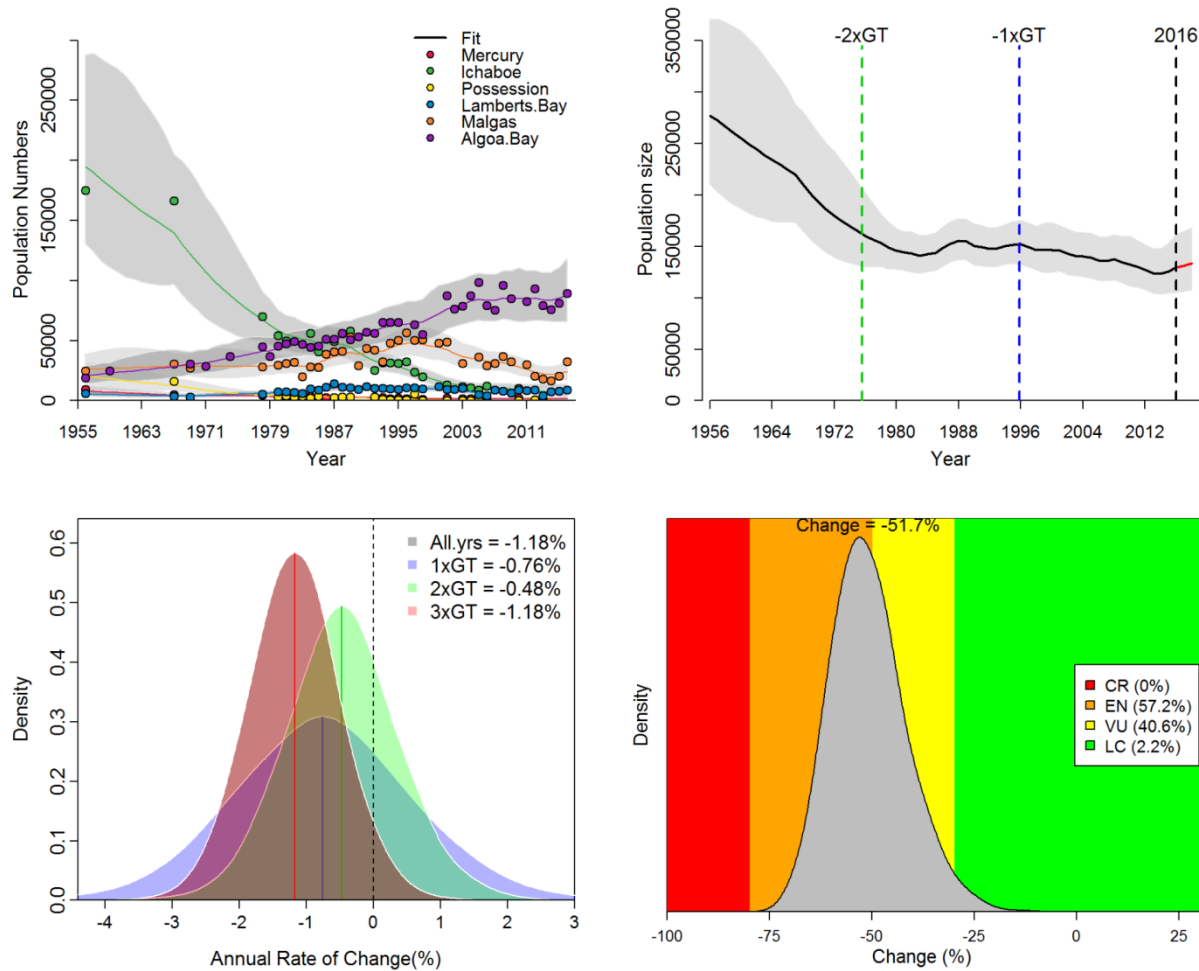 Population Numbers
0
50000
150000
250000
Fit
Mercury
Ichaboe
Possession
Lamberts.Bay
Malgas
Algoa.Bay
1955 1963 1971 1979 1987 1995 2003 2011
Year
Population size
0
50000
150000
250000
350000
-2xGT -1xGT 2016
1956 1964 1972 1980 1988 1996 2004 2012
Year
Density
0.0
0.1
0.2
0.3
0.4
0.5
0.6
All.yrs = -1.18%
1xGT = -0.76%
2xGT = -0.48%
3xGT = -1.18%
-4 -3 -2 -1 0 1 2 3
Annual Rate of Change(%)
Density
Change = -51.7%
CR (0%)
EN (57.2%)
VU (40.6%)
LC (2.2%)
-100 -75 -50 -25 0 25
Change (%)